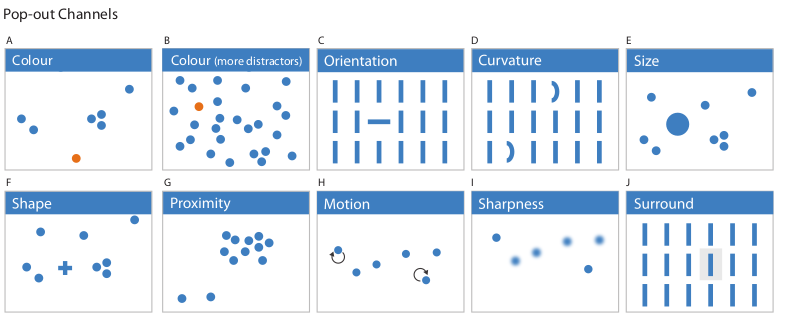 Pop-out Channels
A B C D E
Colour Colour (more distractors) Orientation Curvature Size
F G H I J
Shape Proximity Motion Sharpness Surround